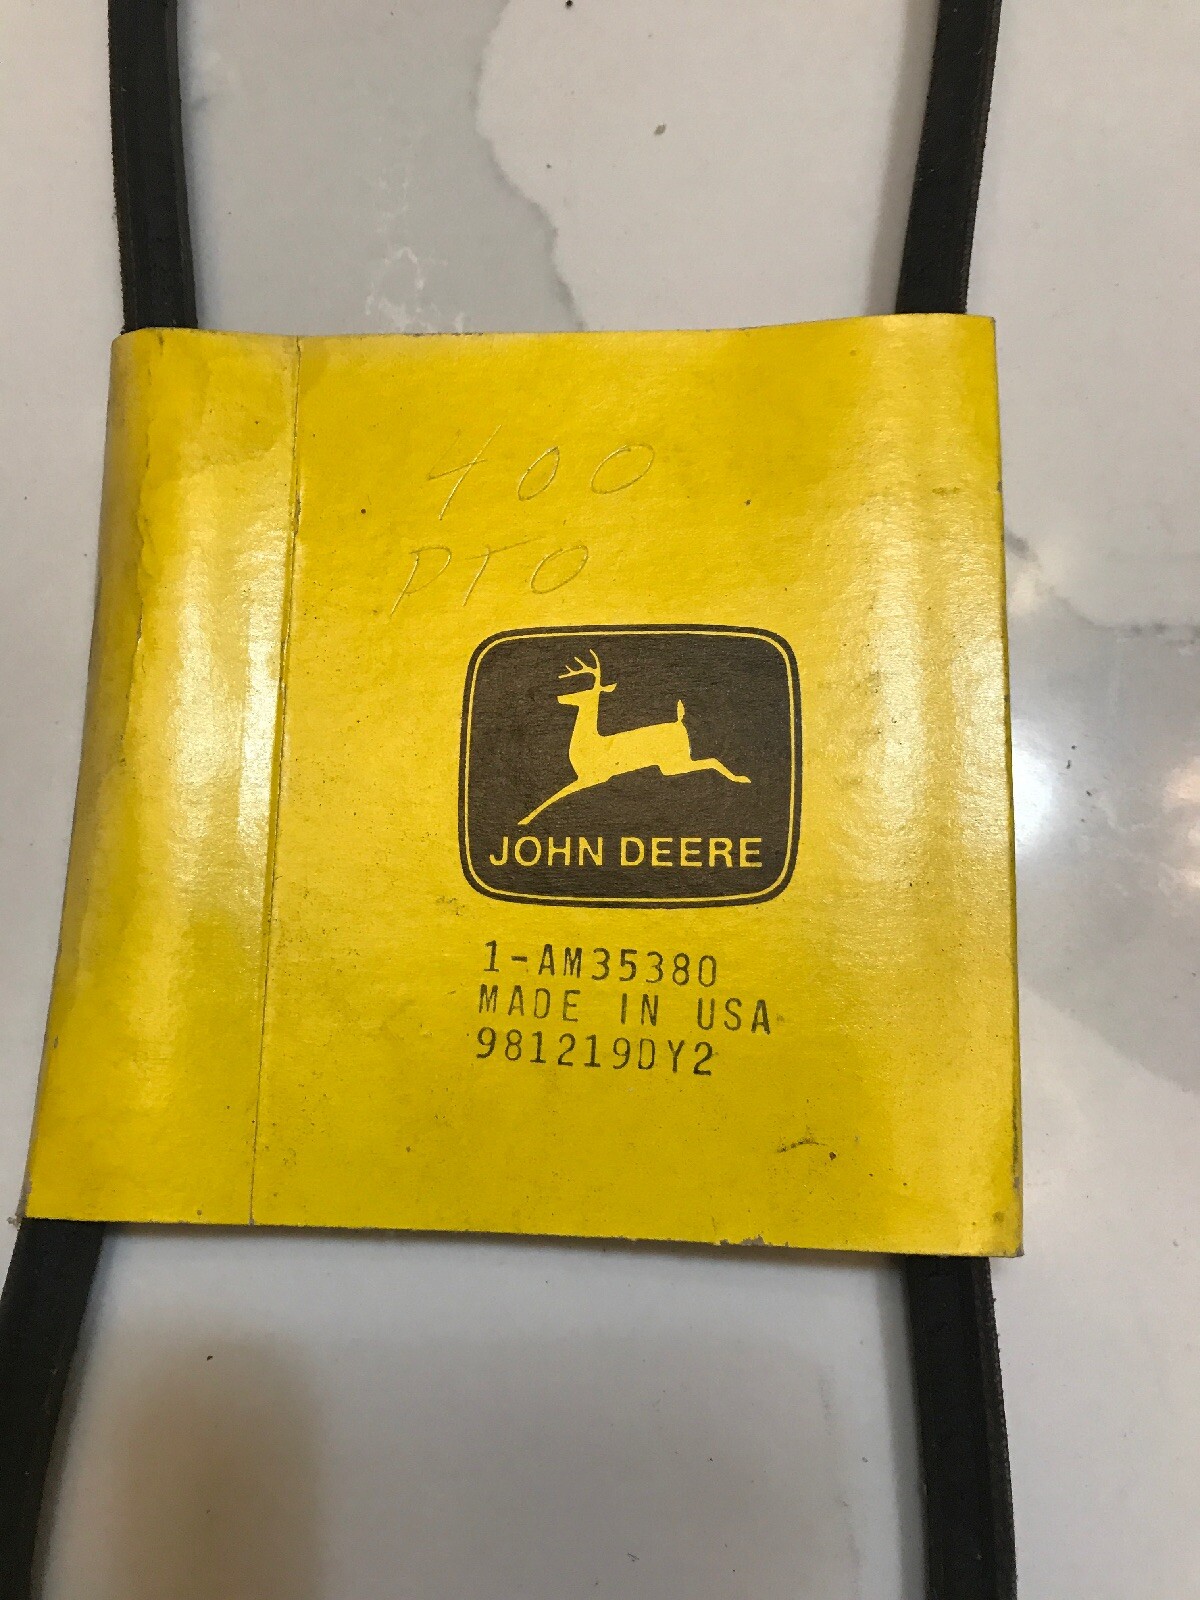 400
PTO
JOHN DEERE
1-AM35380
MADE IN USA
981219DY2